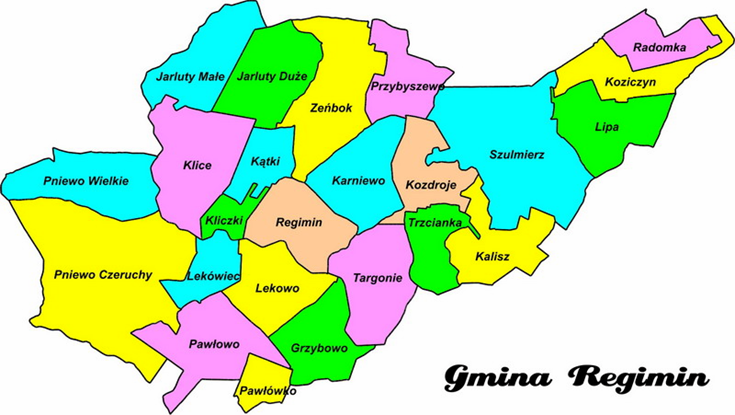 Radomka
Jarluty Małe
Jarluty Duże
Koziczyn
Przybyszewo
Zeńbok
Lipa
Szulmierz
Kątki
Klice
Pniewo Wielkie
Karniewo
Kozdroje
Kliczki
Regimin
Trzcianka
Kalisz
Pniewo Czeruchy
Lekówiec
Targonie
Lekowo
Pawłowo
Grzybowo
Gmina Regimin
Pawłówko